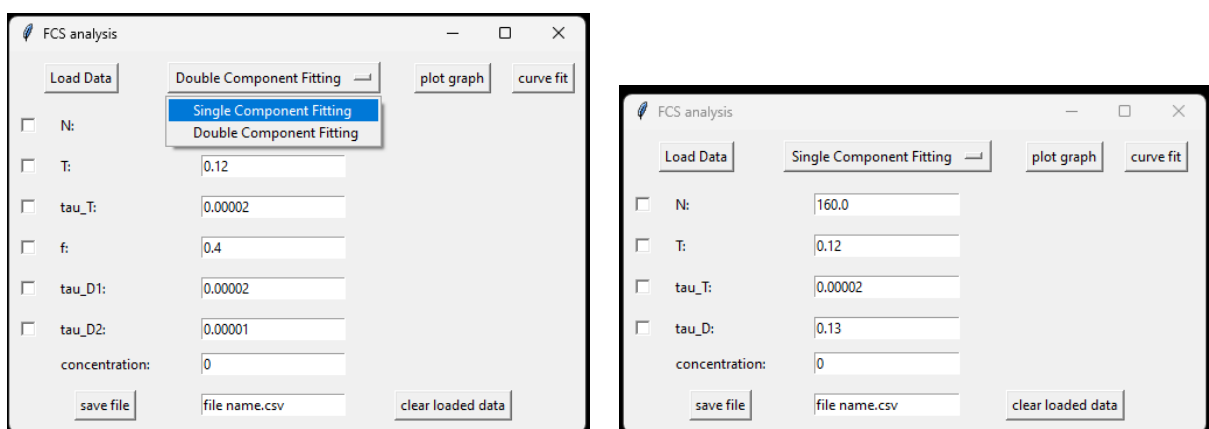 FCS analysis
Load Data Double Component Fitting plot graph curve fit
Single Component Fitting
Double Component Fitting
N:
T: 0.12
tau_T: 0.00002
f: 0.4
tau_D1: 0.00002
tau_D2: 0.00001
concentration: 0
save file file name.csv clear loaded data
FCS analysis
Load Data Single Component Fitting plot graph curve fit
N: 160.0
T: 0.12
tau_T: 0.00002
tau_D: 0.13
concentration: 0
save file file name.csv clear loaded data